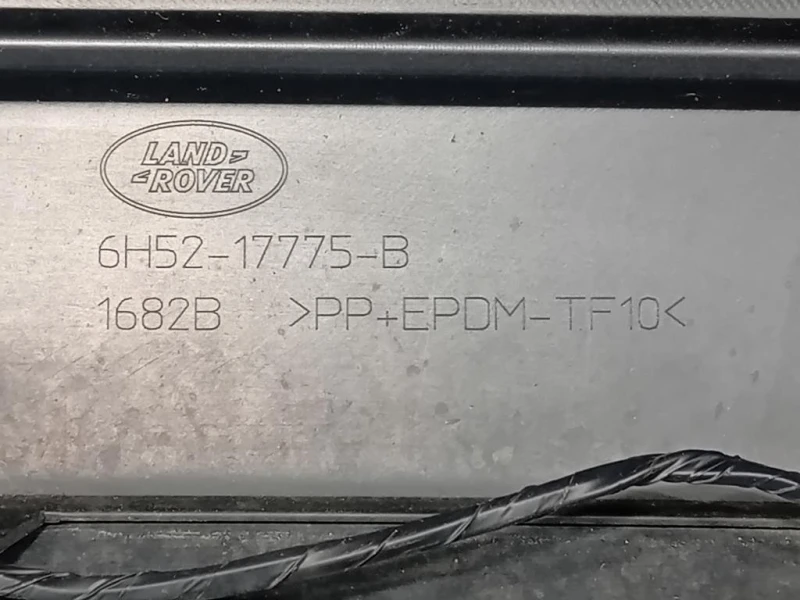 LAND
ROVER
6H52-17775-B
1682B >PP+EPDM-TF10<